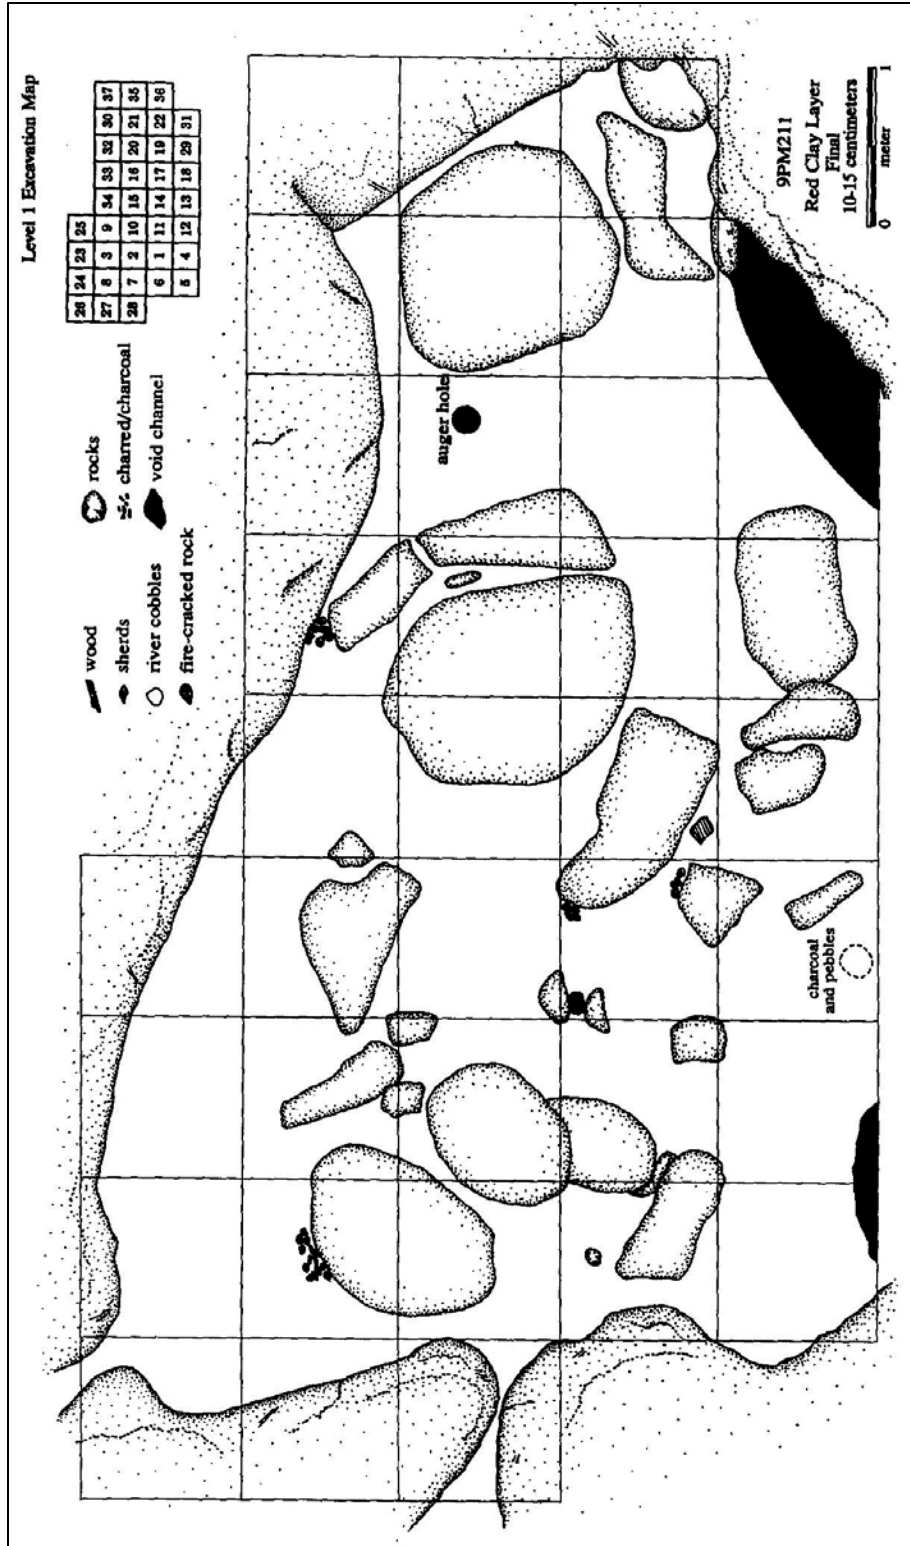 Level 1 Excavation Map
26 24 23 25
27 8 3 9 34 33 32 30 37
28 7 2 10 15 16 20 21 35
6 1 11 14 17 19 22 36
5 4 12 13 18 29 31
wood
sherds
river cobbles
fire-cracked rock
rocks
charred/charcoal
void channel
auger hole
charcoal
and pebbles
9PM211
Red Clay Layer
Final
10-15 centimeters
0 meter 1